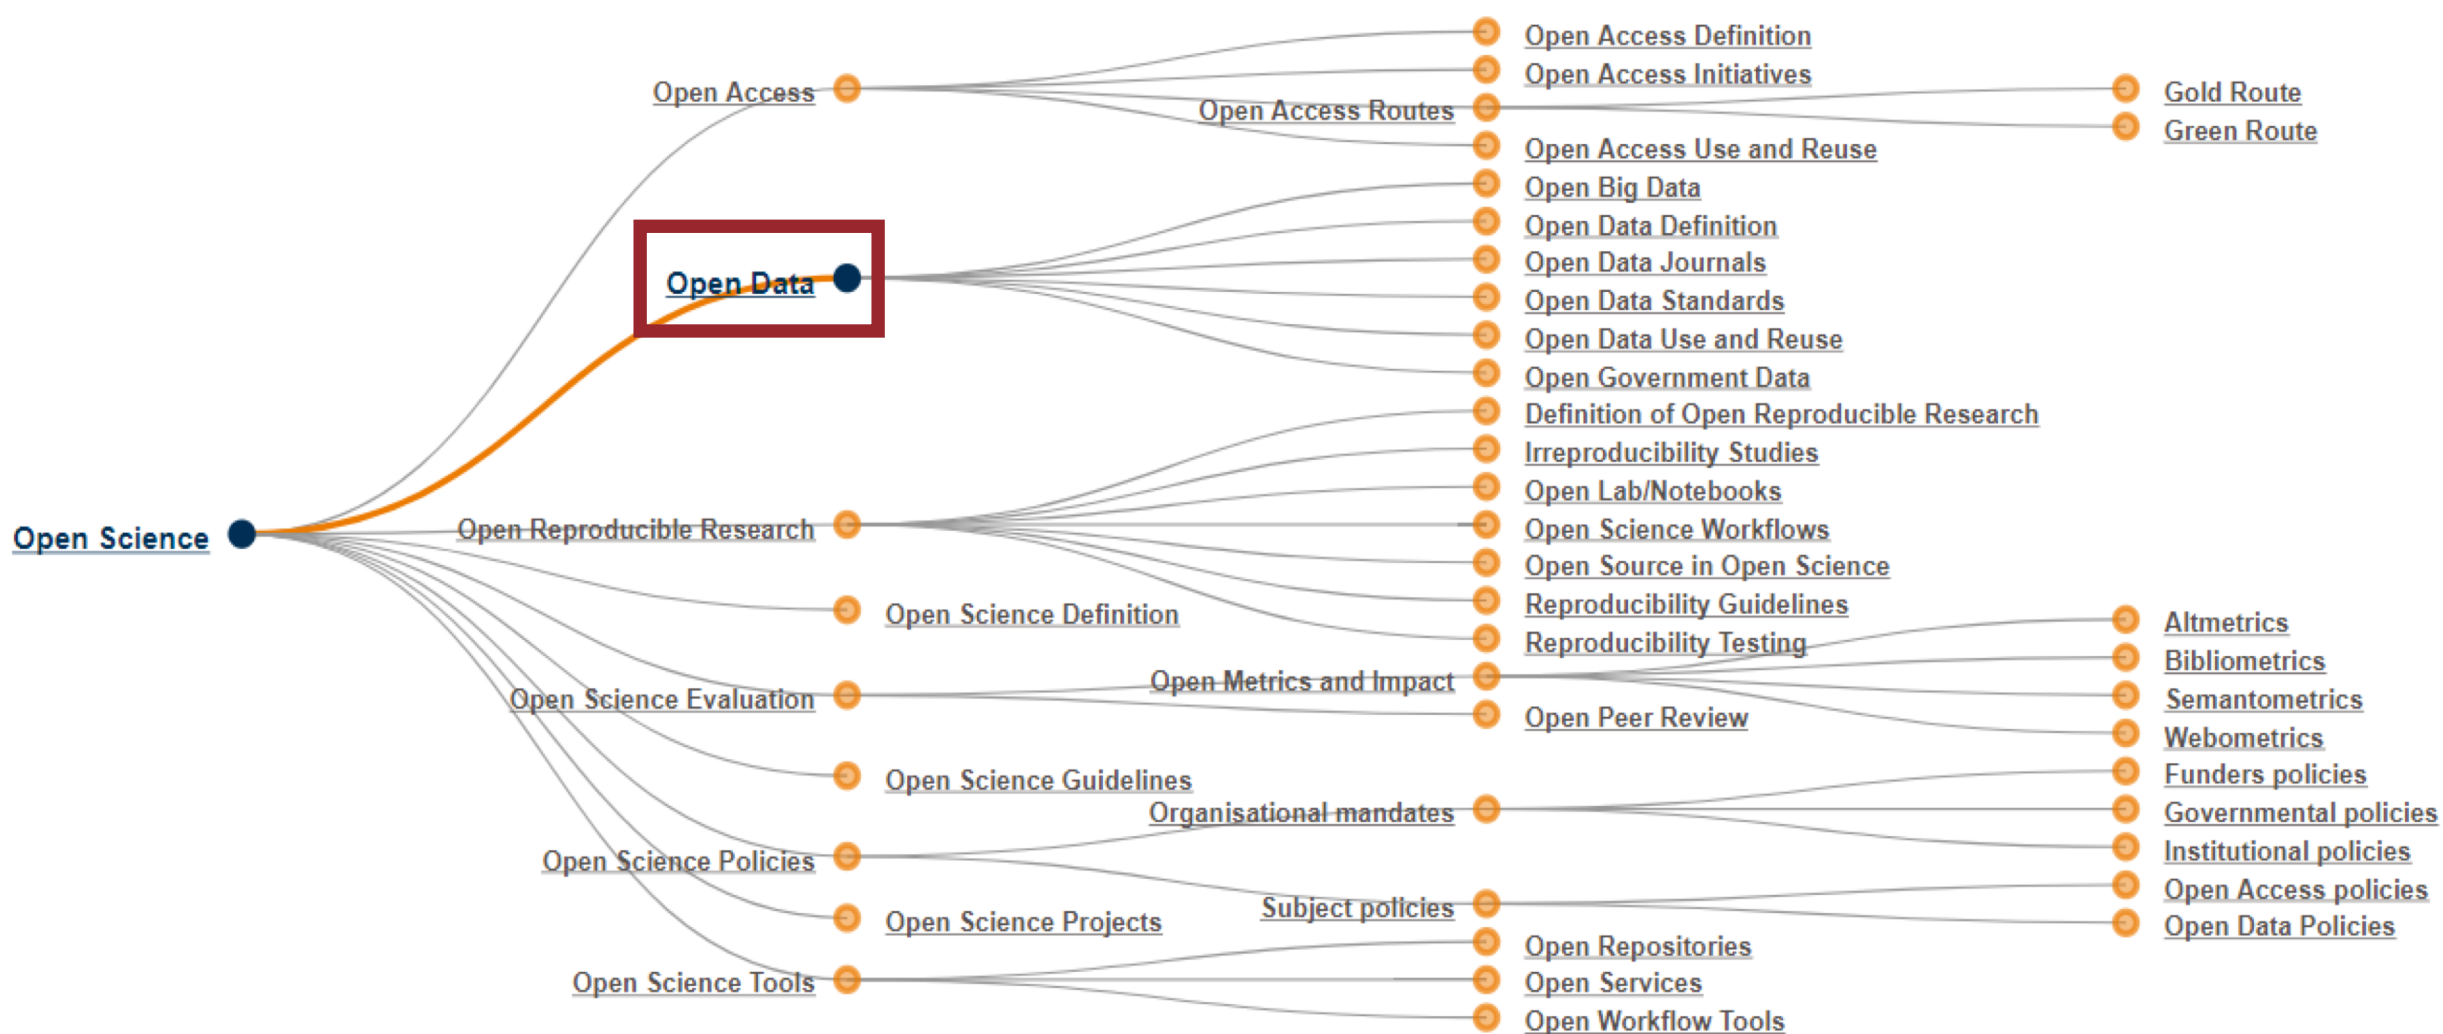 Open Science
Open Access
Open Access Definition
Open Access Initiatives
Open Access Routes
Gold Route
Green Route
Open Access Use and Reuse
Open Data
Open Big Data
Open Data Definition
Open Data Journals
Open Data Standards
Open Data Use and Reuse
Open Government Data
Open Reproducible Research
Definition of Open Reproducible Research
Irreproducibility Studies
Open Lab/Notebooks
Open Science Workflows
Open Source in Open Science
Reproducibility Guidelines
Reproducibility Testing
Open Science Definition
Open Science Evaluation
Open Metrics and Impact
Altmetrics
Bibliometrics
Semantometrics
Webometrics
Open Peer Review
Open Science Guidelines
Open Science Policies
Organisational mandates
Funders policies
Governmental policies
Institutional policies
Subject policies
Open Access policies
Open Data Policies
Open Science Projects
Open Science Tools
Open Repositories
Open Services
Open Workflow Tools